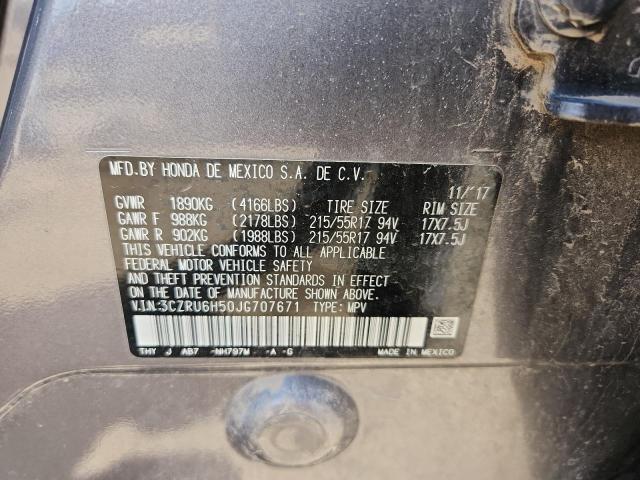 MFD.BY HONDA DE MEXICO S.A. DE C.V.
11/'17
GVWR 1890KG (4166LBS) TIRE SIZE RIM SIZE
GAWR F 988KG (2178LBS) 215/55R17 94V 17X7.5J
GAWR R 902KG (1988LBS) 215/55R17 94V 17X7.5J
THIS VEHICLE CONFORMS TO ALL APPLICABLE
FEDERAL MOTOR VEHICLE SAFETY
AND THEFT PREVENTION STANDARDS IN EFFECT
ON THE DATE OF MANUFACTURE SHOWN ABOVE.
V.I.N:3CZRU6H50JG707671 TYPE: MPV
THY J AB7 -NH797M -A -G MADE IN MEXICO